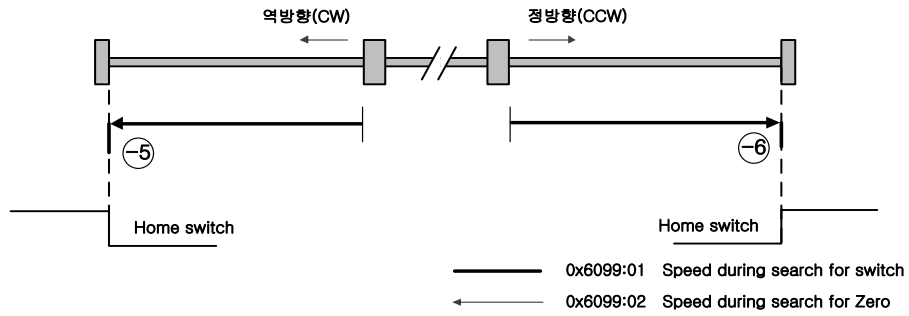 역방향(CW)
정방향(CCW)
-5
-6
Home switch
Home switch
0x6099:01 Speed during search for switch
0x6099:02 Speed during search for Zero